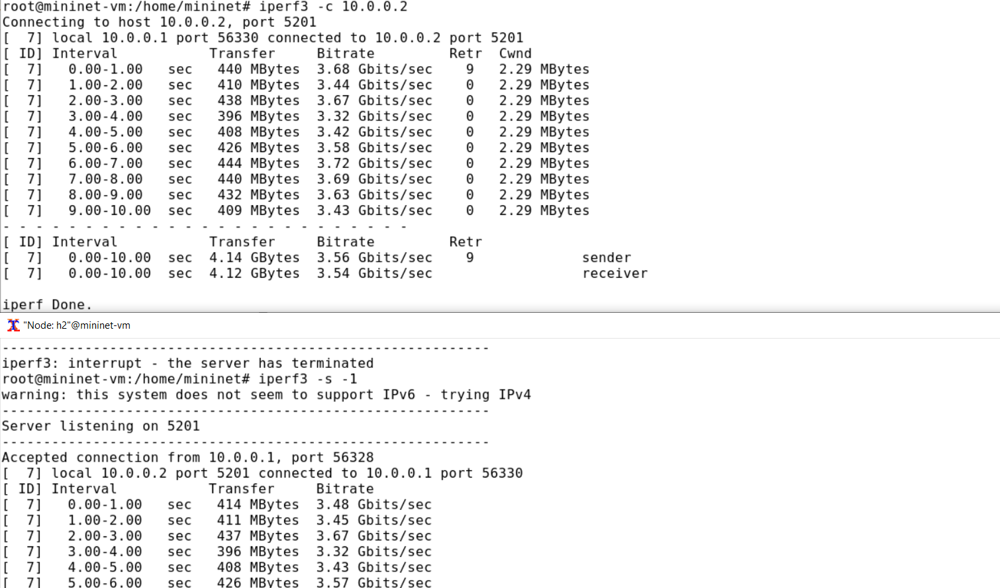 root@mininet-vm:/home/mininet# iperf3 -c 10.0.0.2
Connecting to host 10.0.0.2, port 5201
[  7] local 10.0.0.1 port 56330 connected to 10.0.0.2 port 5201
[ ID] Interval           Transfer     Bitrate         Retr  Cwnd
[  7]   0.00-1.00   sec   440 MBytes  3.68 Gbits/sec    9   2.29 MBytes
[  7]   1.00-2.00   sec   410 MBytes  3.44 Gbits/sec    0   2.29 MBytes
[  7]   2.00-3.00   sec   438 MBytes  3.67 Gbits/sec    0   2.29 MBytes
[  7]   3.00-4.00   sec   396 MBytes  3.32 Gbits/sec    0   2.29 MBytes
[  7]   4.00-5.00   sec   408 MBytes  3.42 Gbits/sec    0   2.29 MBytes
[  7]   5.00-6.00   sec   426 MBytes  3.58 Gbits/sec    0   2.29 MBytes
[  7]   6.00-7.00   sec   444 MBytes  3.72 Gbits/sec    0   2.29 MBytes
[  7]   7.00-8.00   sec   440 MBytes  3.69 Gbits/sec    0   2.29 MBytes
[  7]   8.00-9.00   sec   432 MBytes  3.63 Gbits/sec    0   2.29 MBytes
[  7]   9.00-10.00  sec   409 MBytes  3.43 Gbits/sec    0   2.29 MBytes
- - - - - - - - - - - - - - - - - - - - - - - - - -
[ ID] Interval           Transfer     Bitrate         Retr
[  7]   0.00-10.00  sec  4.14 GBytes  3.56 Gbits/sec    9             sender
[  7]   0.00-10.00  sec  4.12 GBytes  3.54 Gbits/sec                  receiver
iperf Done.
"Node: h2"@mininet-vm
-----------------------------------------------------------
iperf3: interrupt - the server has terminated
root@mininet-vm:/home/mininet# iperf3 -s -1
warning: this system does not seem to support IPv6 - trying IPv4
-----------------------------------------------------------
Server listening on 5201
-----------------------------------------------------------
Accepted connection from 10.0.0.1, port 56328
[  7] local 10.0.0.2 port 5201 connected to 10.0.0.1 port 56330
[ ID] Interval           Transfer     Bitrate
[  7]   0.00-1.00   sec   414 MBytes  3.48 Gbits/sec
[  7]   1.00-2.00   sec   411 MBytes  3.45 Gbits/sec
[  7]   2.00-3.00   sec   437 MBytes  3.67 Gbits/sec
[  7]   3.00-4.00   sec   396 MBytes  3.32 Gbits/sec
[  7]   4.00-5.00   sec   408 MBytes  3.43 Gbits/sec
[  7]   5.00-6.00   sec   426 MBytes  3.57 Gbits/sec